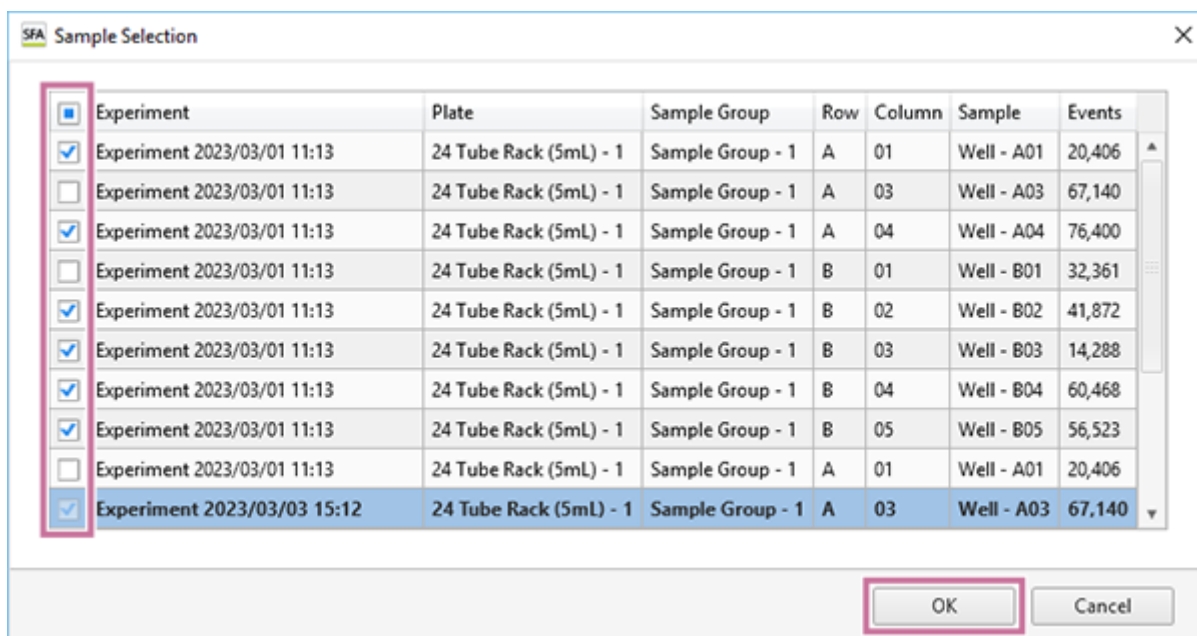 SFA Sample Selection
Experiment Plate Sample Group Row Column Sample Events
Experiment 2023/03/01 11:13 24 Tube Rack (5mL) - 1 Sample Group - 1 A 01 Well - A01 20,406
Experiment 2023/03/01 11:13 24 Tube Rack (5mL) - 1 Sample Group - 1 A 03 Well - A03 67,140
Experiment 2023/03/01 11:13 24 Tube Rack (5mL) - 1 Sample Group - 1 A 04 Well - A04 76,400
Experiment 2023/03/01 11:13 24 Tube Rack (5mL) - 1 Sample Group - 1 B 01 Well - B01 32,361
Experiment 2023/03/01 11:13 24 Tube Rack (5mL) - 1 Sample Group - 1 B 02 Well - B02 41,872
Experiment 2023/03/01 11:13 24 Tube Rack (5mL) - 1 Sample Group - 1 B 03 Well - B03 14,288
Experiment 2023/03/01 11:13 24 Tube Rack (5mL) - 1 Sample Group - 1 B 04 Well - B04 60,468
Experiment 2023/03/01 11:13 24 Tube Rack (5mL) - 1 Sample Group - 1 B 05 Well - B05 56,523
Experiment 2023/03/01 11:13 24 Tube Rack (5mL) - 1 Sample Group - 1 A 01 Well - A01 20,406
Experiment 2023/03/03 15:12 24 Tube Rack (5mL) - 1 Sample Group - 1 A 03 Well - A03 67,140
OK Cancel